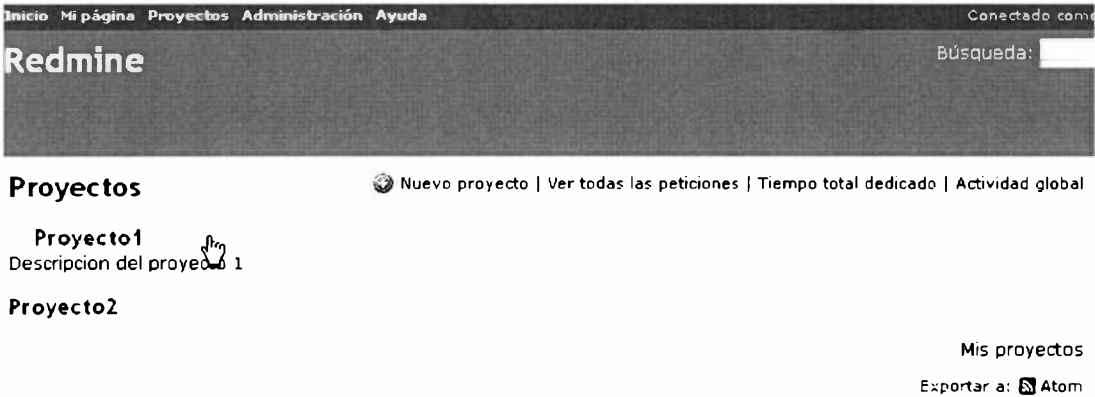 Inicio Mi página Proyectos Administración Ayuda Conectado como
Redmine Búsqueda:
Proyectos Nuevo proyecto | Ver todas las peticiones | Tiempo total dedicado | Actividad global
Proyecto1
Descripcion del proyecto 1
Proyecto2
Mis proyectos
Exportar a: Atom